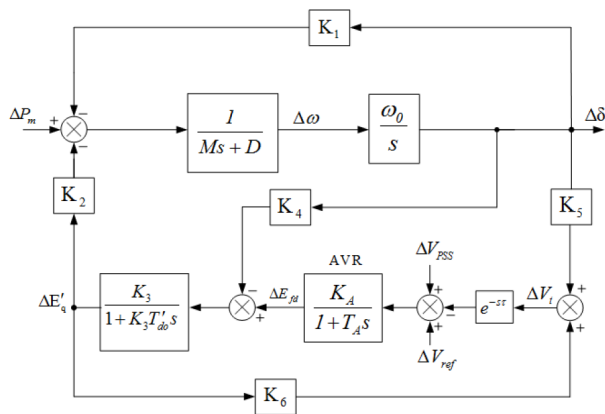 K₁
ΔPₘ + − −
1 / (Ms + D)
Δω
ω₀ / s
Δδ
K₂
K₄
K₅
AVR
ΔV_PSS
ΔE′q
K₃ / (1 + K₃T′do s)
− +
ΔE_fd
K_A / (1 + T_A s)
+ − +
e^{−sτ}
ΔVₜ
+ +
ΔV_ref
K₆